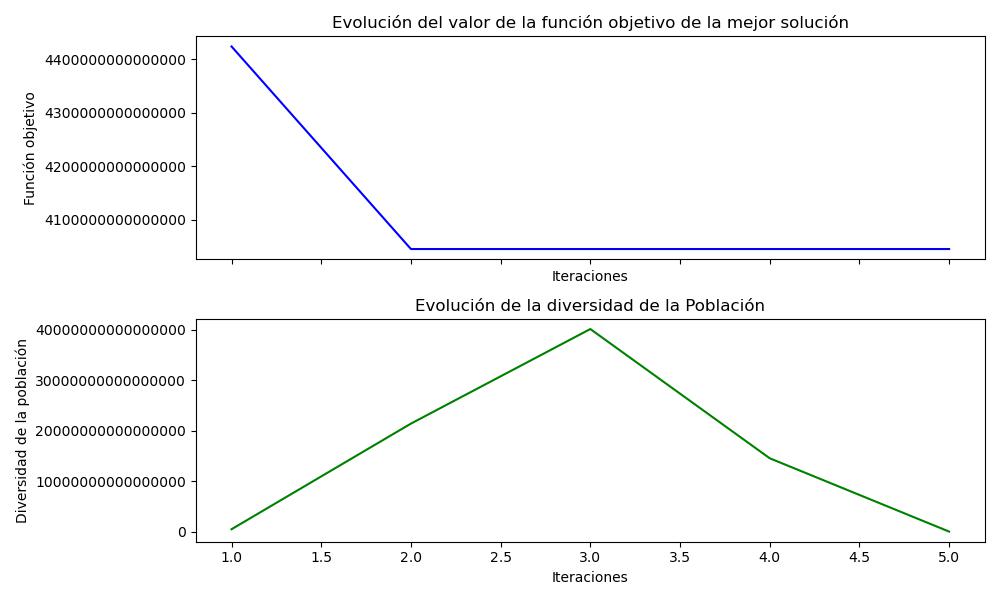 Evolución del valor de la función objetivo de la mejor solución
4400000000000000
4300000000000000
4200000000000000
4100000000000000
Función objetivo
Iteraciones
Evolución de la diversidad de la Población
40000000000000000
30000000000000000
20000000000000000
10000000000000000
0
Diversidad de la población
1.0 1.5 2.0 2.5 3.0 3.5 4.0 4.5 5.0
Iteraciones